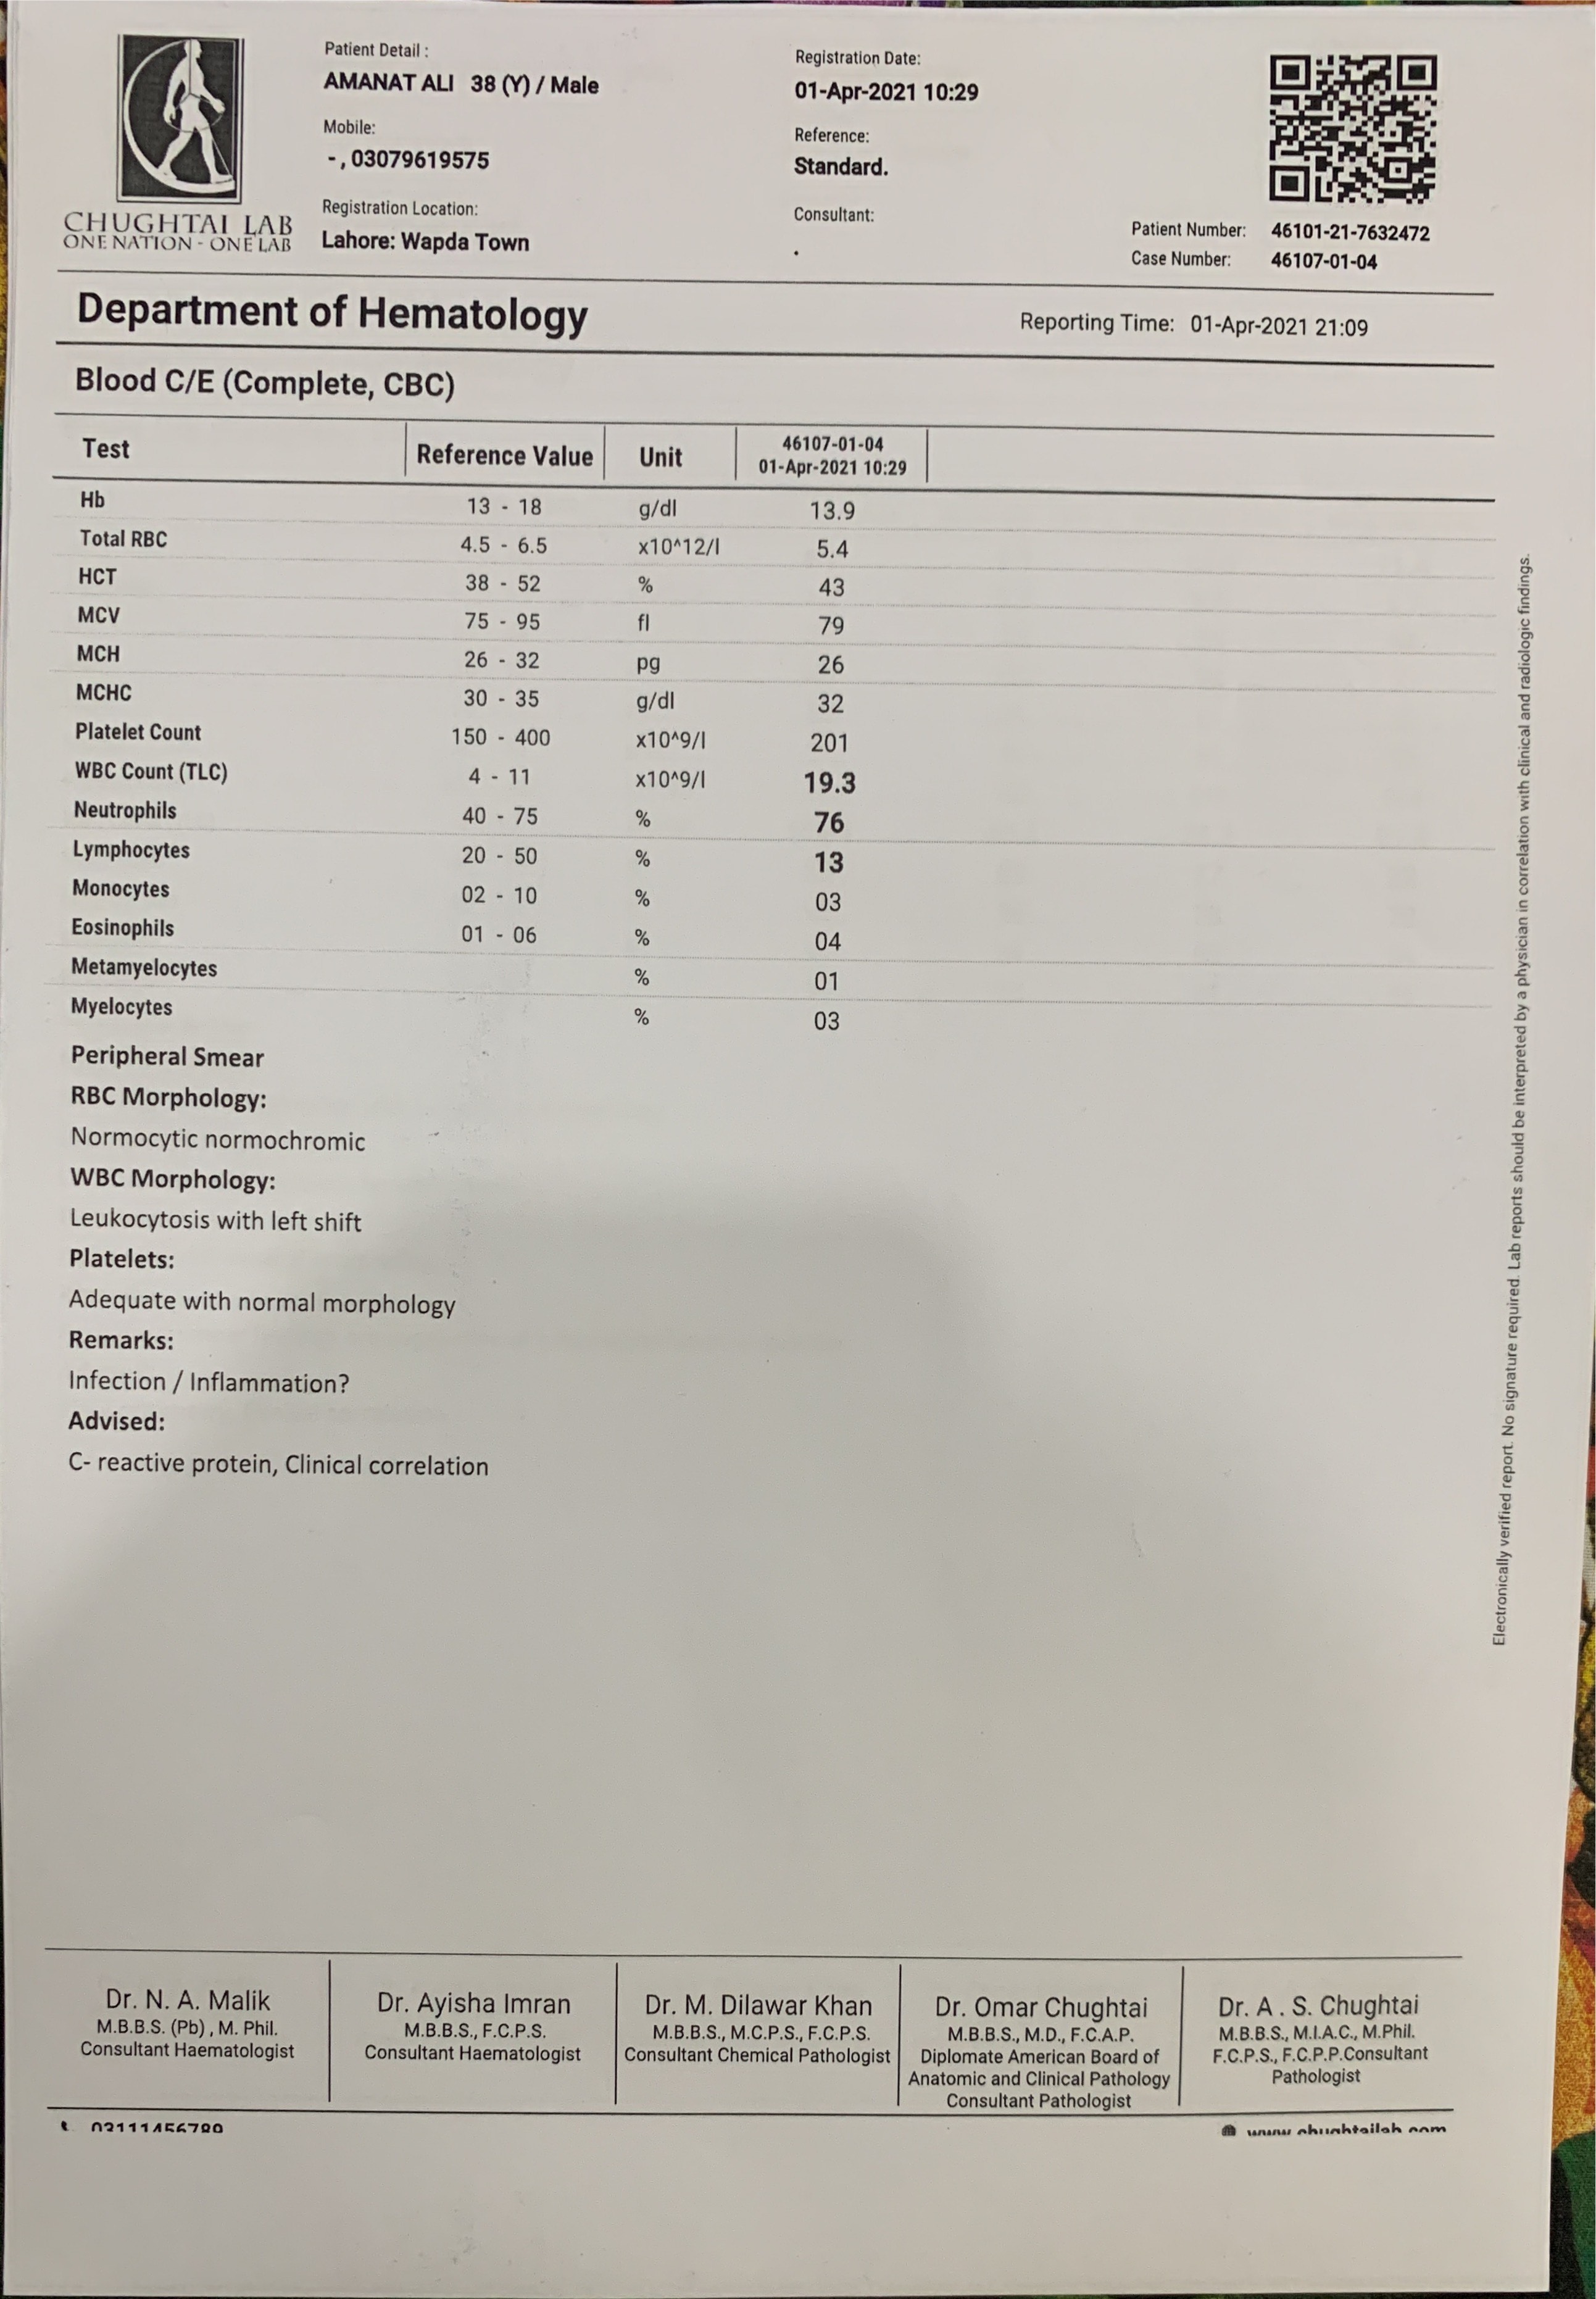 Patient Detail :
AMANAT ALI 38 (Y) / Male
Mobile:
-, 03079619575
Registration Location:
Lahore: Wapda Town
Registration Date:
01-Apr-2021 10:29
Reference:
Standard.
Consultant:
.
Patient Number: 46101-21-7632472
Case Number: 46107-01-04
CHUGHTAI LAB
ONE NATION - ONE LAB
Department of Hematology
Reporting Time: 01-Apr-2021 21:09
Blood C/E (Complete, CBC)
Test Reference Value Unit 46107-01-04
01-Apr-2021 10:29
Hb 13 - 18 g/dl 13.9
Total RBC 4.5 - 6.5 x10^12/l 5.4
HCT 38 - 52 % 43
MCV 75 - 95 fl 79
MCH 26 - 32 pg 26
MCHC 30 - 35 g/dl 32
Platelet Count 150 - 400 x10^9/l 201
WBC Count (TLC) 4 - 11 x10^9/l 19.3
Neutrophils 40 - 75 % 76
Lymphocytes 20 - 50 % 13
Monocytes 02 - 10 % 03
Eosinophils 01 - 06 % 04
Metamyelocytes % 01
Myelocytes % 03
Peripheral Smear
RBC Morphology:
Normocytic normochromic
WBC Morphology:
Leukocytosis with left shift
Platelets:
Adequate with normal morphology
Remarks:
Infection / Inflammation?
Advised:
C- reactive protein, Clinical correlation
Electronically verified report. No signature required. Lab reports should be interpreted by a physician in correlation with clinical and radiologic findings.
Dr. N. A. Malik
M.B.B.S. (Pb) , M. Phil.
Consultant Haematologist
Dr. Ayisha Imran
M.B.B.S., F.C.P.S.
Consultant Haematologist
Dr. M. Dilawar Khan
M.B.B.S., M.C.P.S., F.C.P.S.
Consultant Chemical Pathologist
Dr. Omar Chughtai
M.B.B.S., M.D., F.C.A.P.
Diplomate American Board of
Anatomic and Clinical Pathology
Consultant Pathologist
Dr. A . S. Chughtai
M.B.B.S., M.I.A.C., M.Phil.
F.C.P.S., F.C.P.P.Consultant
Pathologist
03111456789
www.chughtailab.com